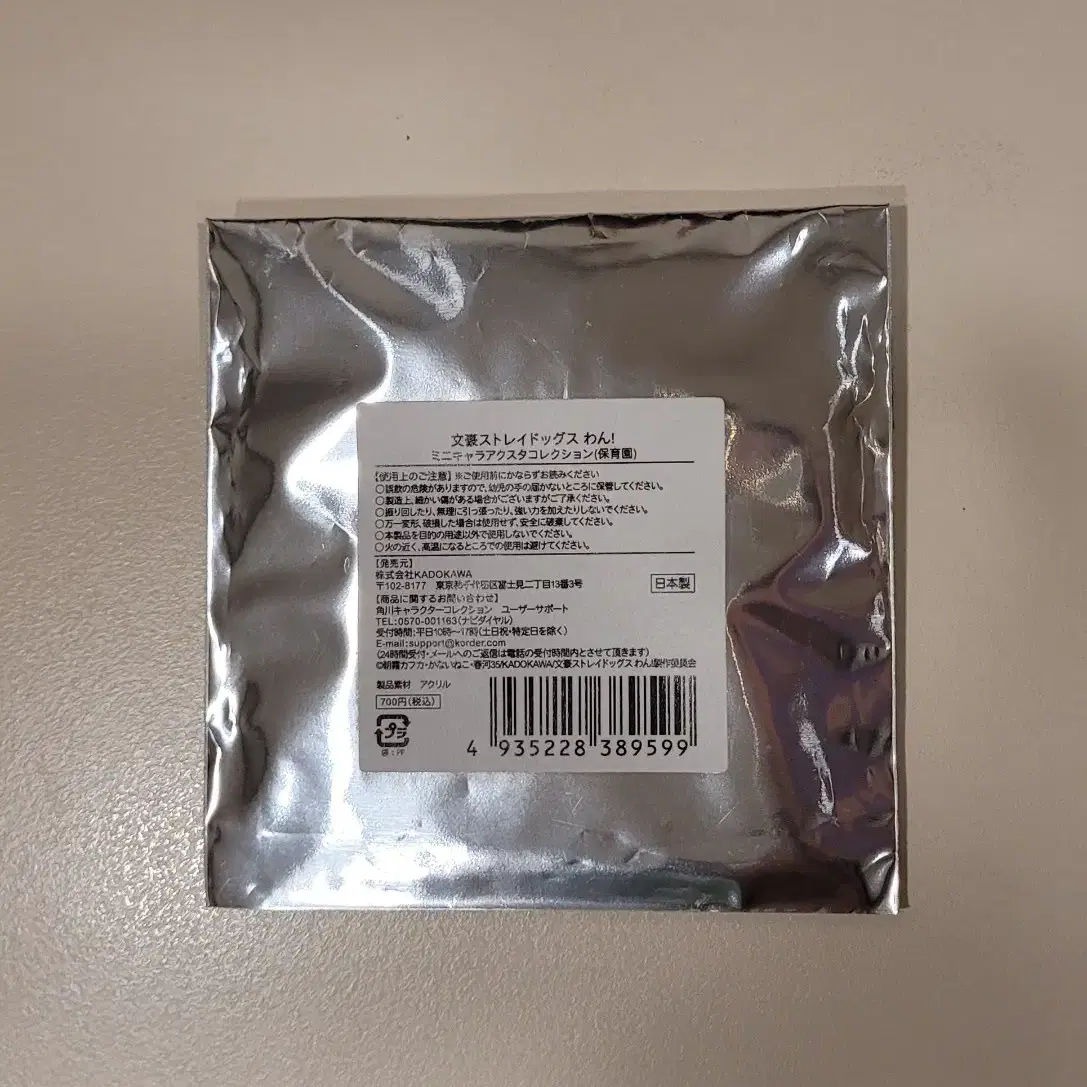 文豪ストレイドッグス わん!
ミニキャラアクスタコレクション(保育園)
【使用上のご注意】※ご使用前にかならずお読みください
○誤飲の危険がありますので、幼児の手の届かないところに保管してください。
○製造上、細かい傷がある場合がございますがご了承ください。
○振り回したり、無理に引っ張ったり、強い力を加えたりしないでください。
○万一変形、破損した場合は使用せず、安全に破棄してください。
○本製品を目的の用途以外で使用しないでください。
○火の近く、高温になるところでの使用は避けてください。
【発売元】
株式会社KADOKAWA
〒102-8177 東京都千代田区富士見二丁目13番3号
日本製
【商品に関するお問い合わせ】
角川キャラクターコレクション ユーザーサポート
TEL:0570-001163(ナビダイヤル)
受付時間:平日10時〜17時(土日祝・特定日を除く)
E-mail:support@korder.com
(24時間受付・メールへのご返信は電話の受付時間内とさせて頂きます)
©朝霧カフカ・かないねこ・春河35/KADOKAWA/文豪ストレイドッグス わん!製作委員会
製品素材 アクリル
700円(税込)
プラ
袋:PP
4 935228 389599